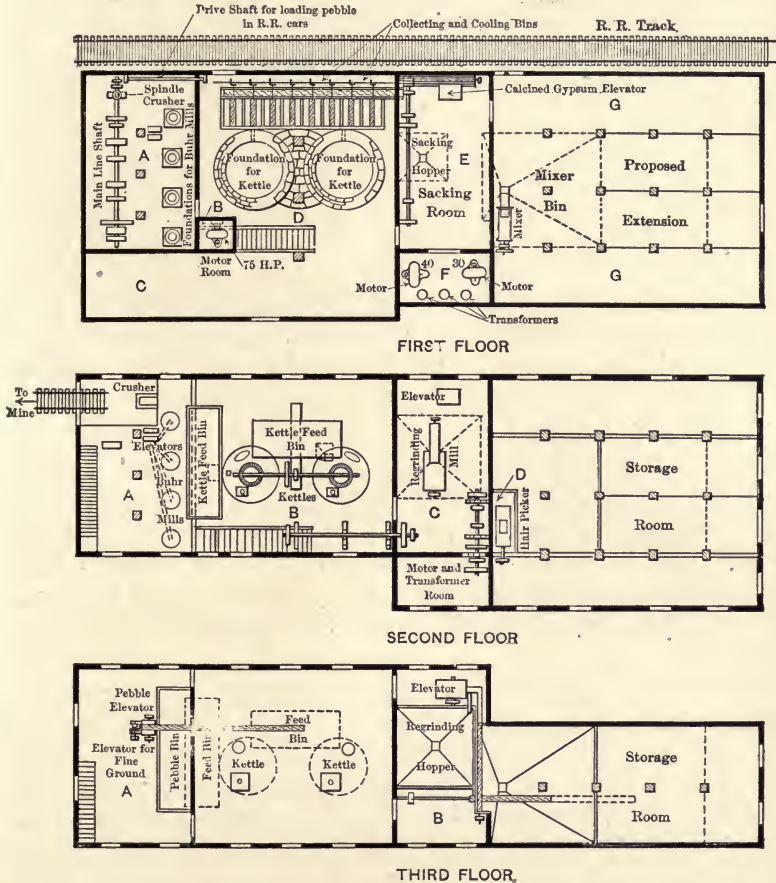 Drive Shaft for loading pebble
in R.R. cars
Collecting and Cooling Bins
R. R. Track
Spindle
Crusher
Main Line Shaft
A
Foundations for Buhr Mills
Foundation
for
Kettle
Foundation
for
Kettle
D
B
Motor
Room
75 H.P.
C
Calcined Gypsum Elevator
Sacking
Hopper
E
Sacking
Room
40
F
30
Motor
Motor
Transformers
G
Mixer
Bin
Mixer
Proposed
Extension
G
FIRST FLOOR
To
Mine
Crusher
Elevators
A
Buhr
Mills
Kettle Feed Bin
Kettle Feed
Bin
Kettles
B
Elevator
Regrinding
Mill
C
D
Hair Picker
Motor and
Transformer
Room
Storage
Room
SECOND FLOOR
Pebble
Elevator
Elevator for
Fine
Ground
A
Pebble Bin
Feed Bin
Feed
Bin
Kettle
Kettle
Elevator
Regrinding
Hopper
B
Storage
Room
THIRD FLOOR.